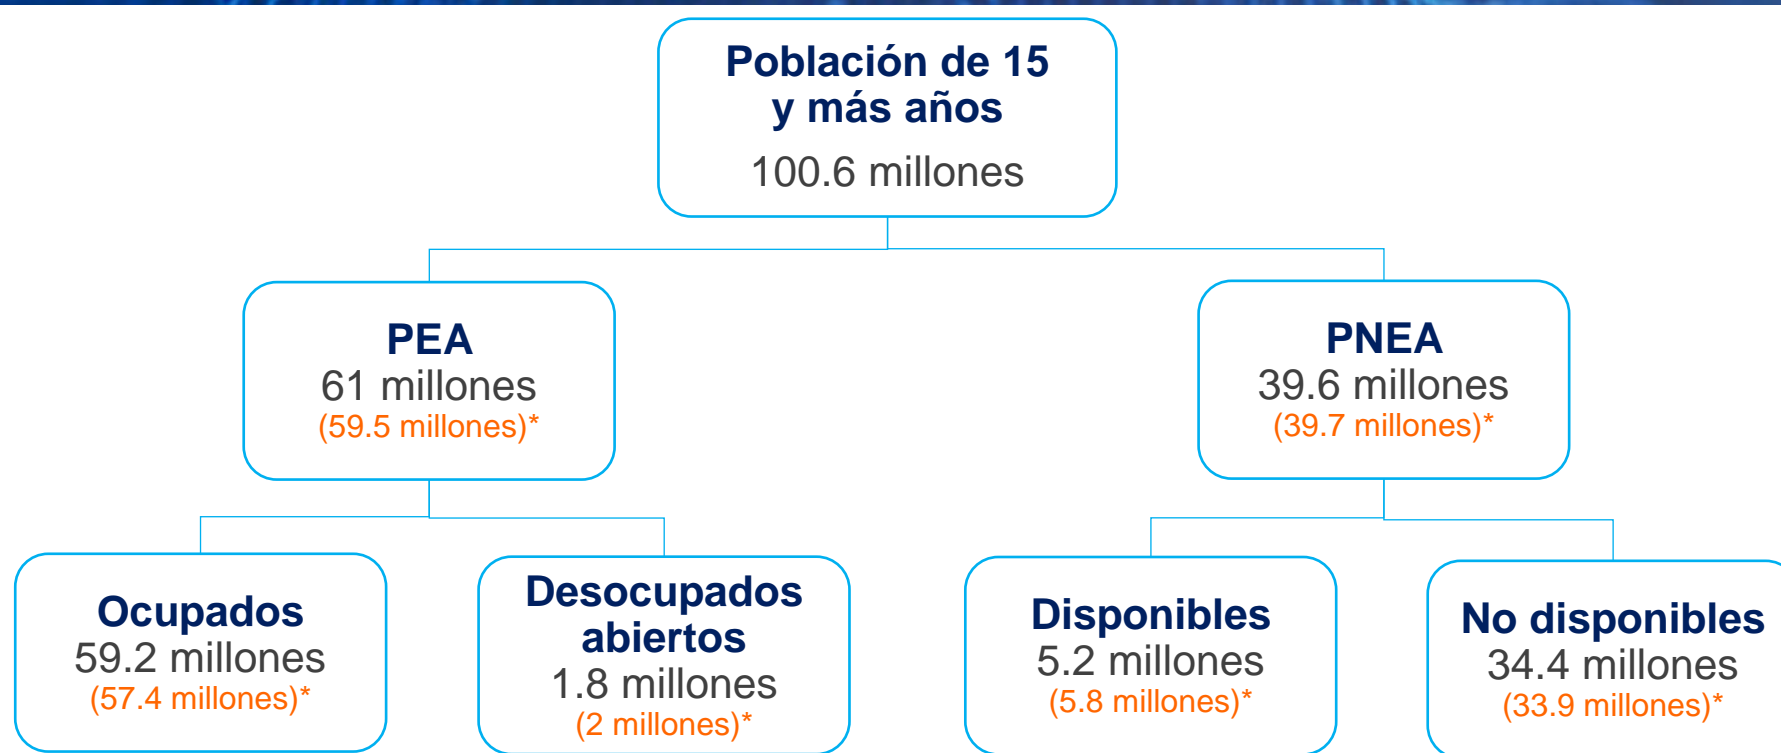 Población de 15
y más años
100.6 millones
PEA
61 millones
(59.5 millones)*
PNEA
39.6 millones
(39.7 millones)*
Ocupados
59.2 millones
(57.4 millones)*
Desocupados
abiertos
1.8 millones
(2 millones)*
Disponibles
5.2 millones
(5.8 millones)*
No disponibles
34.4 millones
(33.9 millones)*